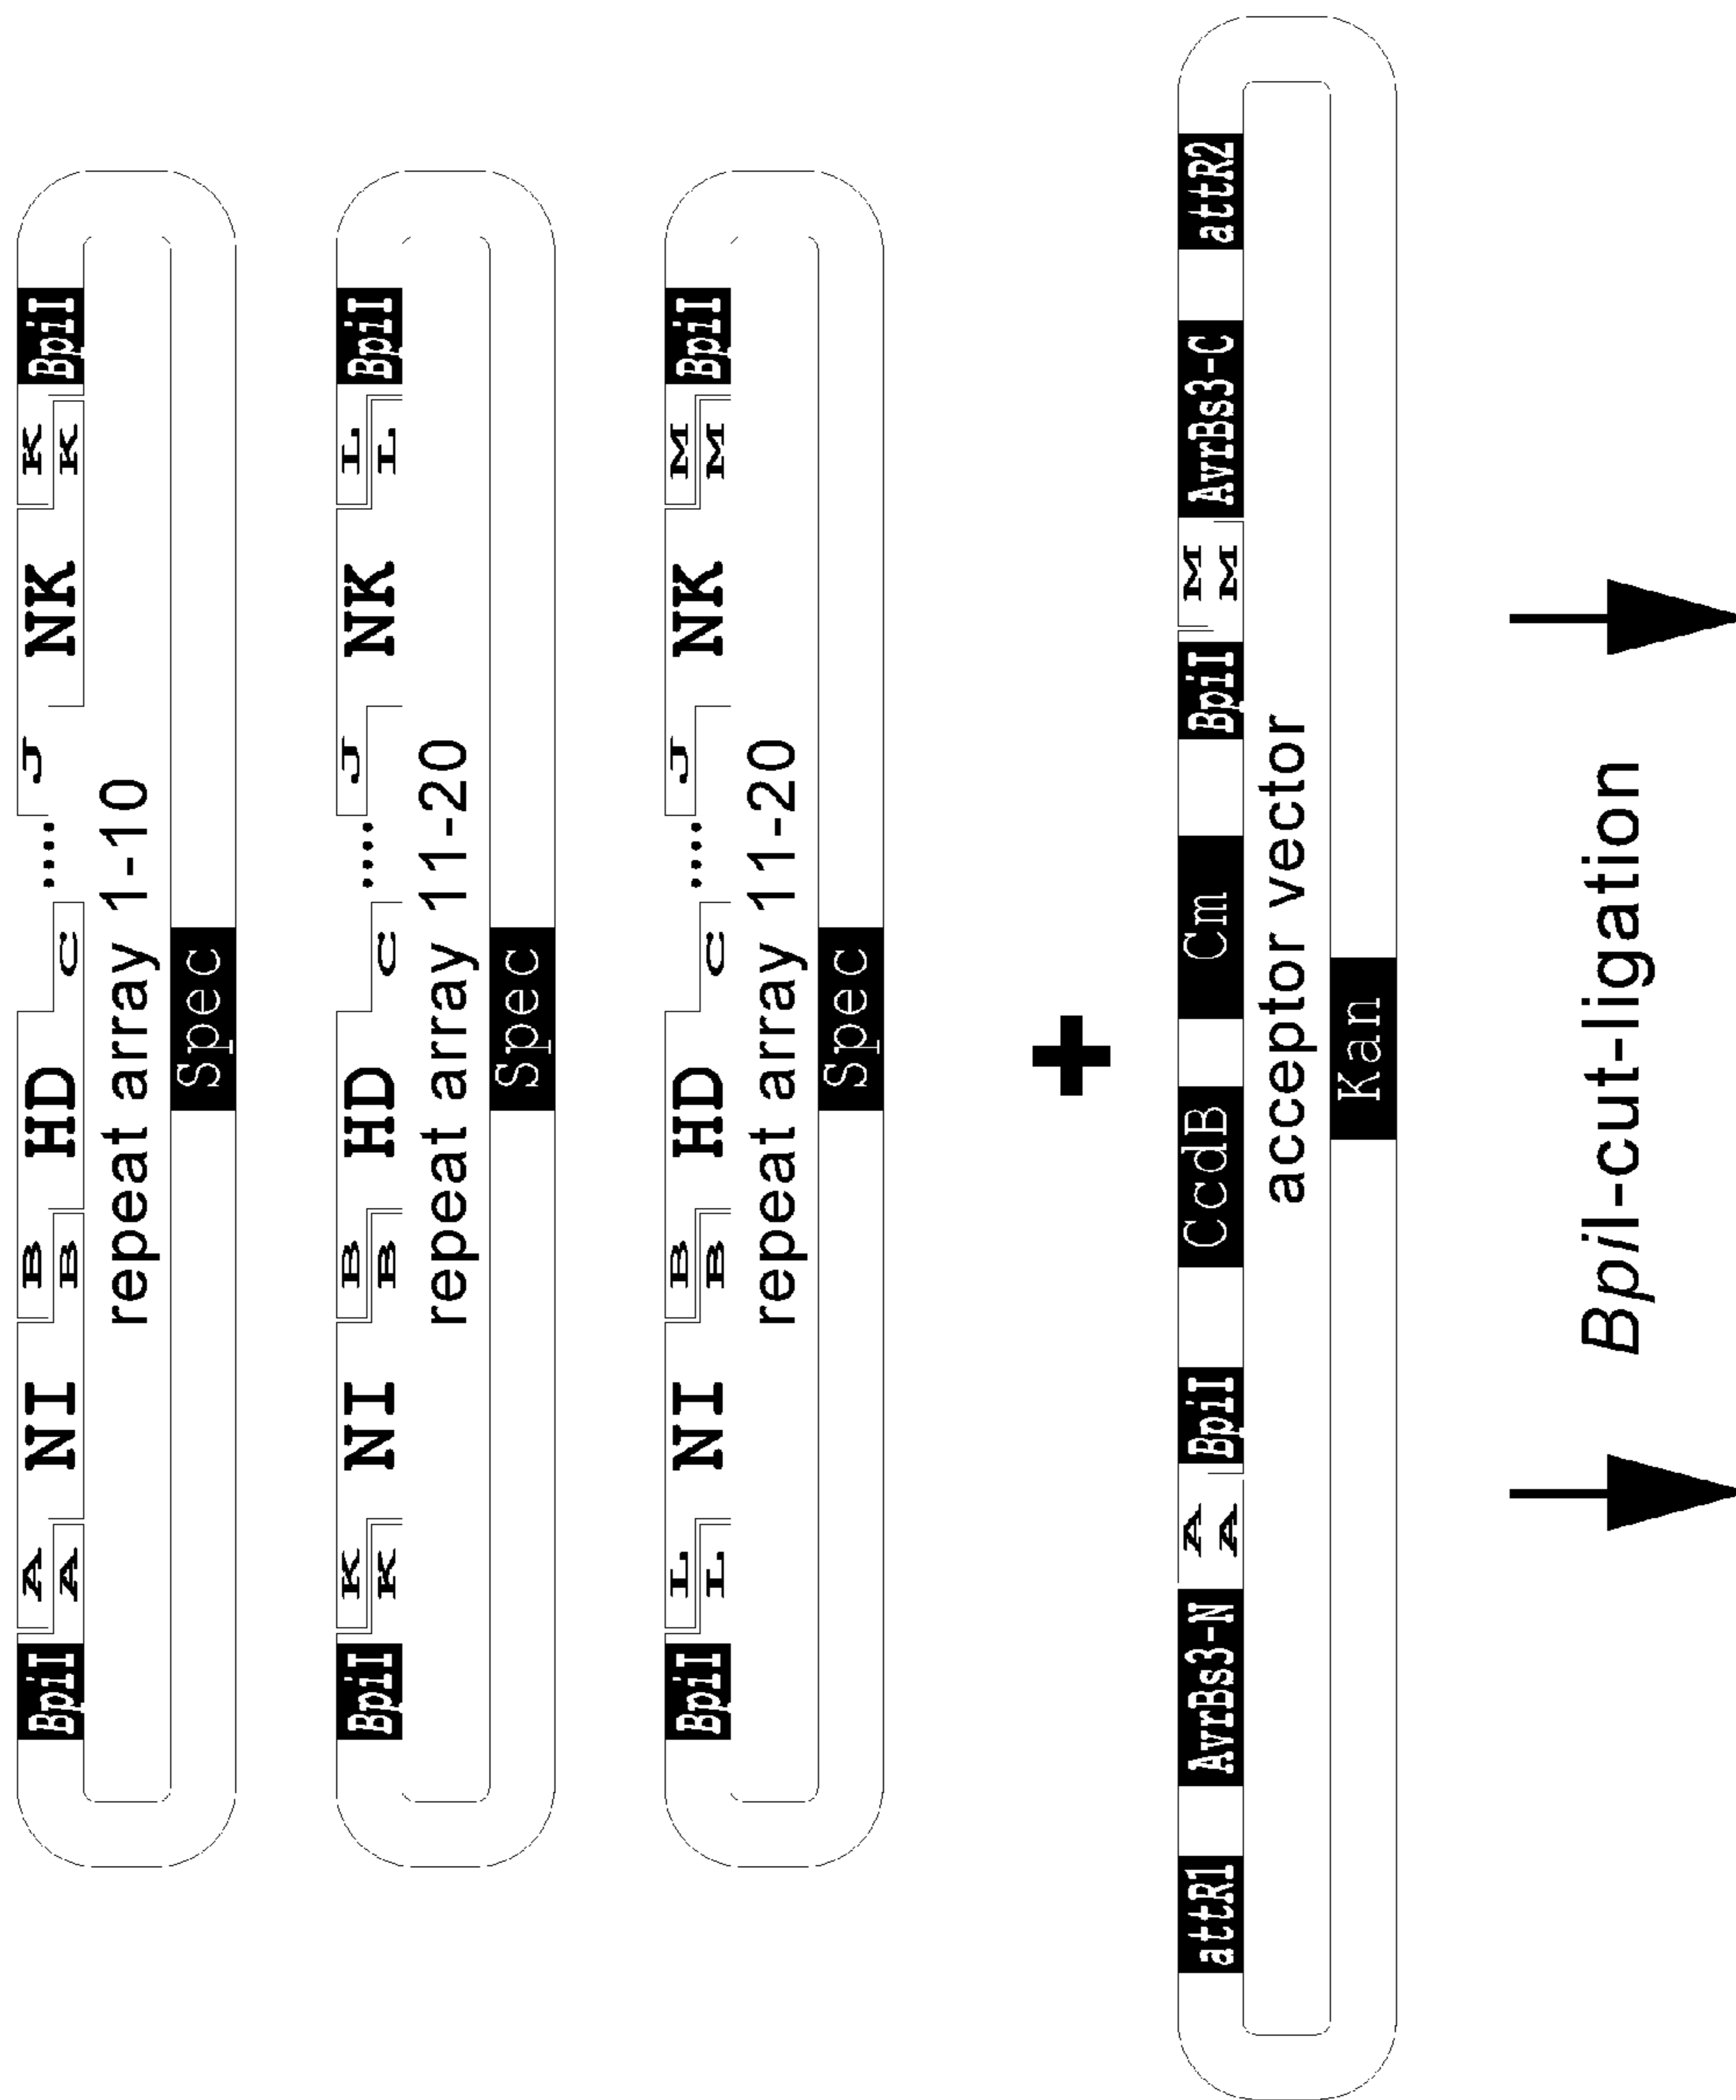 BpiI A NI B HD .... J NK K BpiI
A B C K
repeat array 1-10
Spec
BpiI K NI B HD .... J NK L BpiI
K B C L
repeat array 11-20
Spec
BpiI L NI B HD .... J NK M BpiI
L B C M
repeat array 11-20
Spec
+
attR1 AvrBs3-N A BpiI CcdB Cm BpiI M AvrBs3-C attR2
A M
acceptor vector
Kan
BpiI-cut-ligation